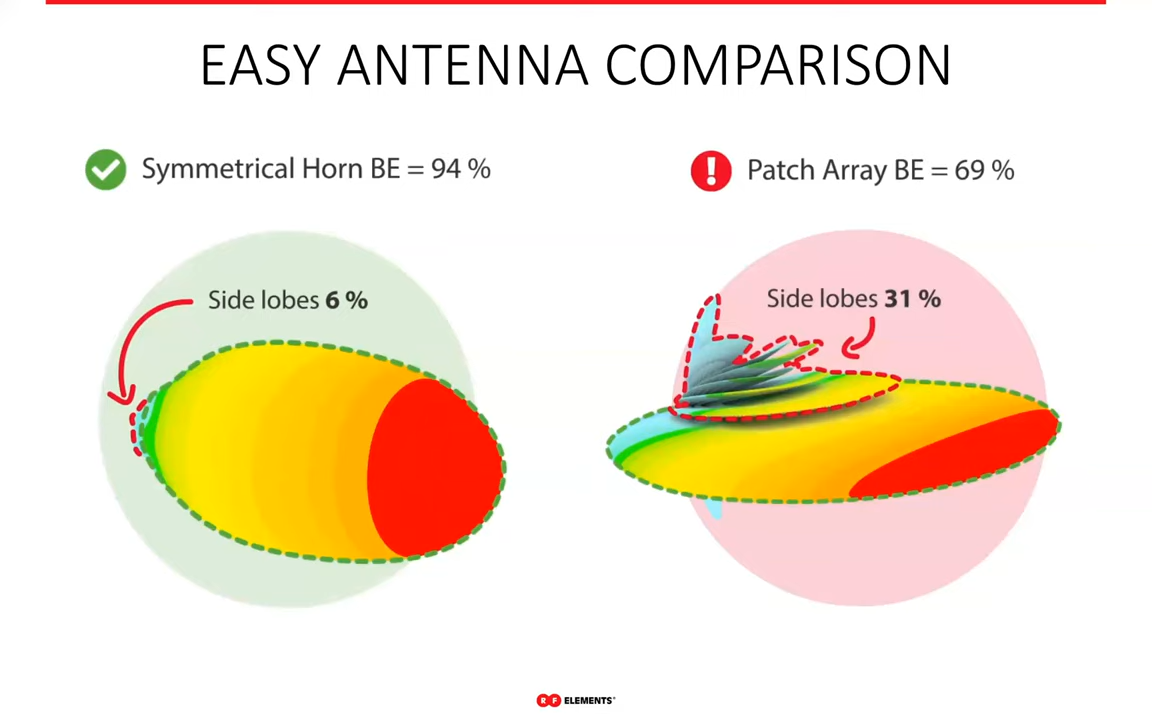 EASY ANTENNA COMPARISON
Symmetrical Horn BE = 94 %
Patch Array BE = 69 %
Side lobes 6 %
Side lobes 31 %
RF ELEMENTS®